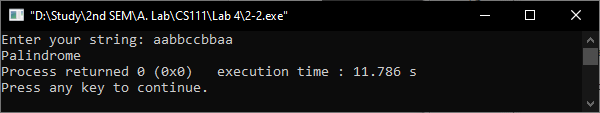 "D:\Study\2nd SEM\A. Lab\CS111\Lab 4\2-2.exe"
Enter your string: aabbccbbaa
Palindrome
Process returned 0 (0x0)   execution time : 11.786 s
Press any key to continue.